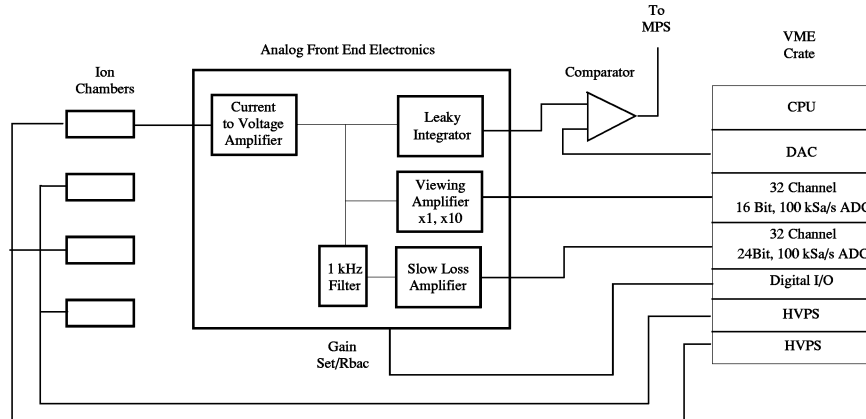 To
MPS
VME
Crate
Analog Front End Electronics
Ion
Chambers
Comparator
Current
to Voltage
Amplifier
Leaky
Integrator
CPU
DAC
Viewing
Amplifier
x1, x10
32 Channel
16 Bit, 100 kSa/s ADC
1 kHz
Filter
Slow Loss
Amplifier
32 Channel
24Bit, 100 kSa/s ADC
Digital I/O
HVPS
HVPS
Gain
Set/Rbac